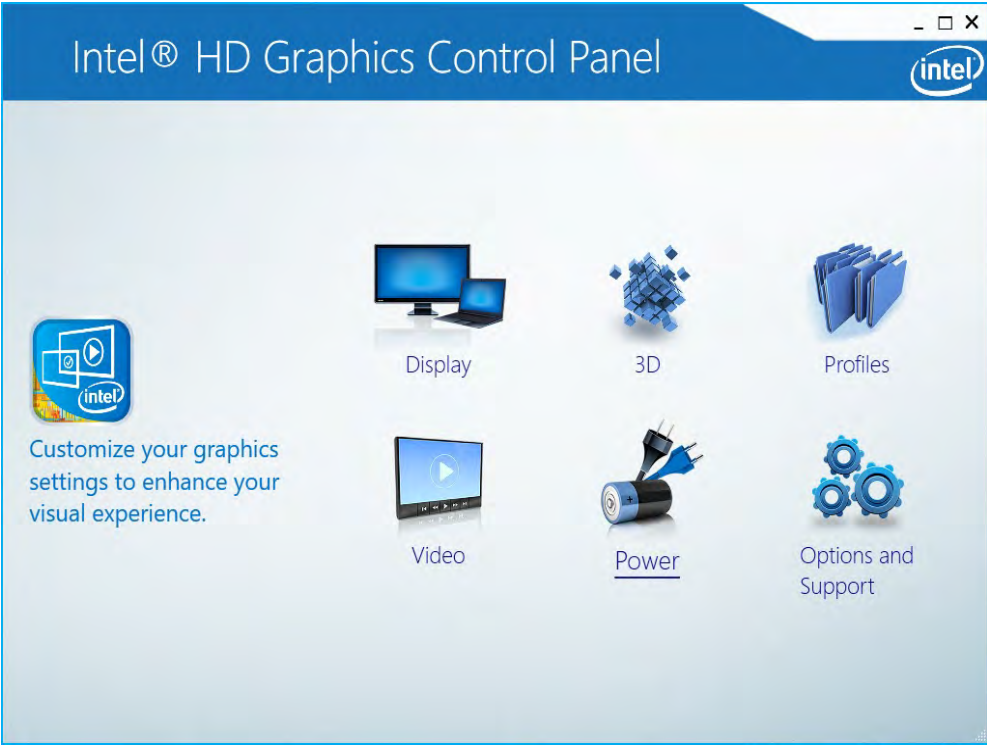 Intel® HD Graphics Control Panel
intel
Display
3D
Profiles
intel
Customize your graphics
settings to enhance your
visual experience.
Video
Power
Options and
Support